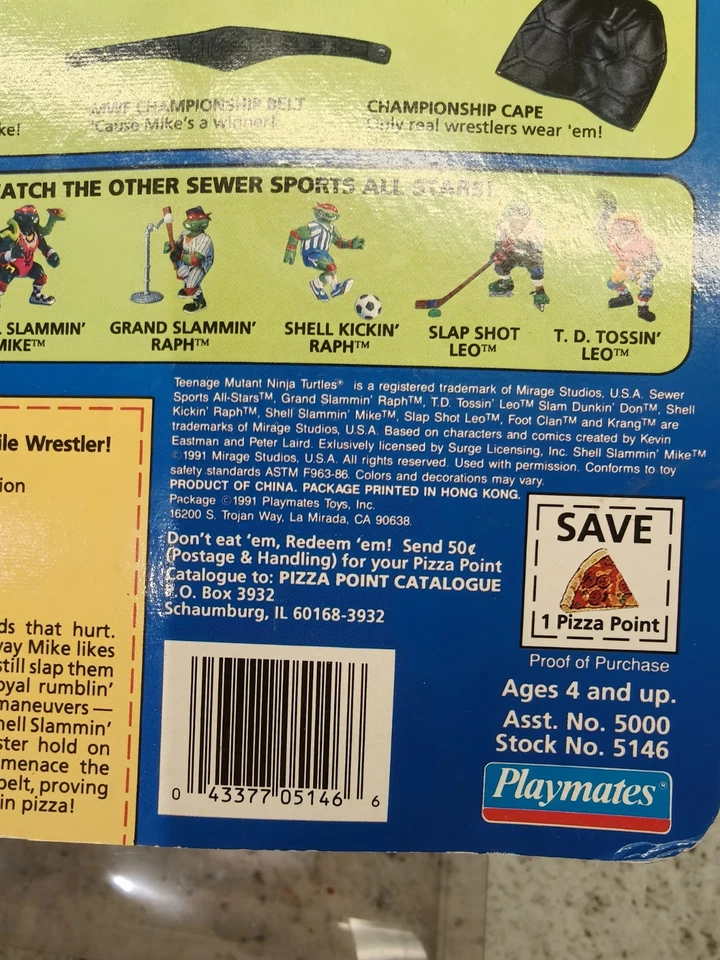 MWF CHAMPIONSHIP BELT
'Cause Mike's a winner!
CHAMPIONSHIP CAPE
Only real wrestlers wear 'em!
ke!
ATCH THE OTHER SEWER SPORTS ALL STARS!
SLAMMIN'
MIKE™
GRAND SLAMMIN'
RAPH™
SHELL KICKIN'
RAPH™
SLAP SHOT
LEO™
T. D. TOSSIN'
LEO™
Teenage Mutant Ninja Turtles® is a registered trademark of Mirage Studios, U.S.A. Sewer
Sports All-Stars™, Grand Slammin' Raph™, T.D. Tossin' Leo™ Slam Dunkin' Don™, Shell
Kickin' Raph™, Shell Slammin' Mike™, Slap Shot Leo™, Foot Clan™ and Krang™ are
trademarks of Mirage Studios, U.S.A. Based on characters and comics created by Kevin
Eastman and Peter Laird. Exlusively licensed by Surge Licensing, Inc. Shell Slammin' Mike™
©1991 Mirage Studios, U.S.A. All rights reserved. Used with permission. Conforms to toy
safety standards ASTM F963-86. Colors and decorations may vary.
PRODUCT OF CHINA. PACKAGE PRINTED IN HONG KONG.
Package ©1991 Playmates Toys, Inc.
16200 S. Trojan Way, La Mirada, CA 90638
Don't eat 'em, Redeem 'em! Send 50¢
(Postage & Handling) for your Pizza Point
Catalogue to: PIZZA POINT CATALOGUE
P.O. Box 3932
Schaumburg, IL 60168-3932
SAVE
1 Pizza Point
Proof of Purchase
Ages 4 and up.
Asst. No. 5000
Stock No. 5146
Playmates®
0 43377 05146 6
ile Wrestler!
ion
ds that hurt.
way Mike likes
still slap them
oyal rumblin'
maneuvers —
hell Slammin'
ster hold on
menace the
belt, proving
in pizza!